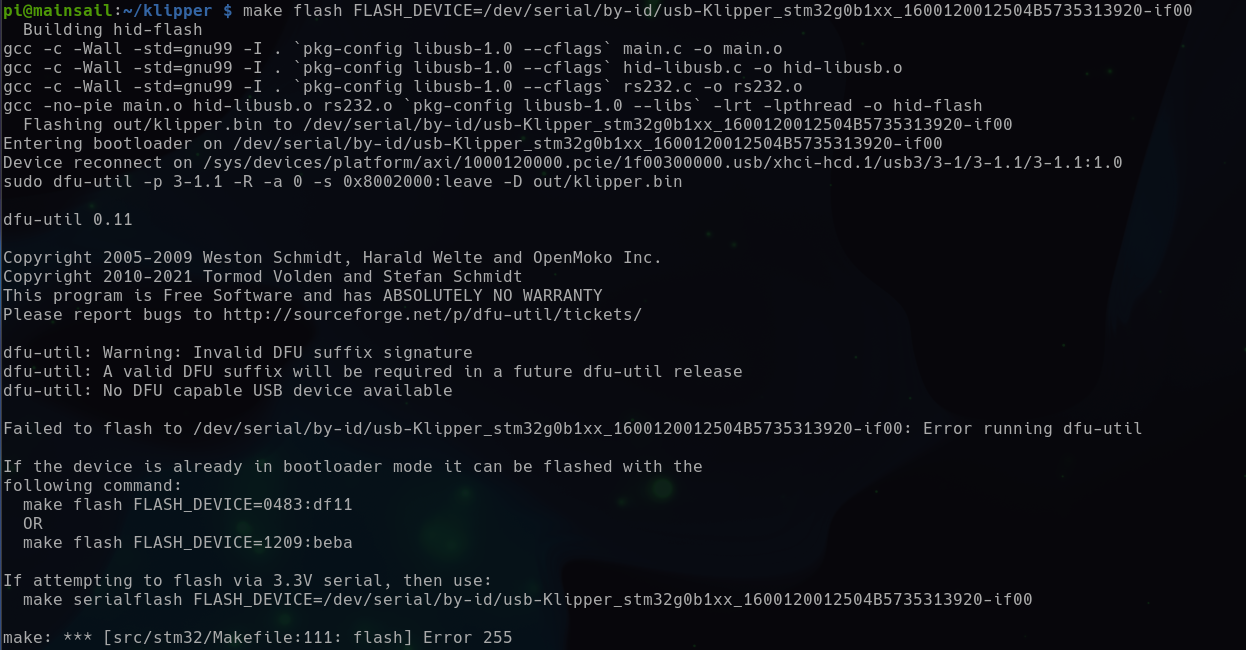 pi@mainsail:~/klipper $ make flash FLASH_DEVICE=/dev/serial/by-id/usb-Klipper_stm32g0b1xx_1600120012504B5735313920-if00
  Building hid-flash
gcc -c -Wall -std=gnu99 -I . `pkg-config libusb-1.0 --cflags` main.c -o main.o
gcc -c -Wall -std=gnu99 -I . `pkg-config libusb-1.0 --cflags` hid-libusb.c -o hid-libusb.o
gcc -c -Wall -std=gnu99 -I . `pkg-config libusb-1.0 --cflags` rs232.c -o rs232.o
gcc -no-pie main.o hid-libusb.o rs232.o `pkg-config libusb-1.0 --libs` -lrt -lpthread -o hid-flash
  Flashing out/klipper.bin to /dev/serial/by-id/usb-Klipper_stm32g0b1xx_1600120012504B5735313920-if00
Entering bootloader on /dev/serial/by-id/usb-Klipper_stm32g0b1xx_1600120012504B5735313920-if00
Device reconnect on /sys/devices/platform/axi/1000120000.pcie/1f00300000.usb/xhci-hcd.1/usb3/3-1/3-1.1/3-1.1:1.0
sudo dfu-util -p 3-1.1 -R -a 0 -s 0x8002000:leave -D out/klipper.bin

dfu-util 0.11

Copyright 2005-2009 Weston Schmidt, Harald Welte and OpenMoko Inc.
Copyright 2010-2021 Tormod Volden and Stefan Schmidt
This program is Free Software and has ABSOLUTELY NO WARRANTY
Please report bugs to http://sourceforge.net/p/dfu-util/tickets/

dfu-util: Warning: Invalid DFU suffix signature
dfu-util: A valid DFU suffix will be required in a future dfu-util release
dfu-util: No DFU capable USB device available

Failed to flash to /dev/serial/by-id/usb-Klipper_stm32g0b1xx_1600120012504B5735313920-if00: Error running dfu-util

If the device is already in bootloader mode it can be flashed with the
following command:
  make flash FLASH_DEVICE=0483:df11
  OR
  make flash FLASH_DEVICE=1209:beba

If attempting to flash via 3.3V serial, then use:
  make serialflash FLASH_DEVICE=/dev/serial/by-id/usb-Klipper_stm32g0b1xx_1600120012504B5735313920-if00

make: *** [src/stm32/Makefile:111: flash] Error 255